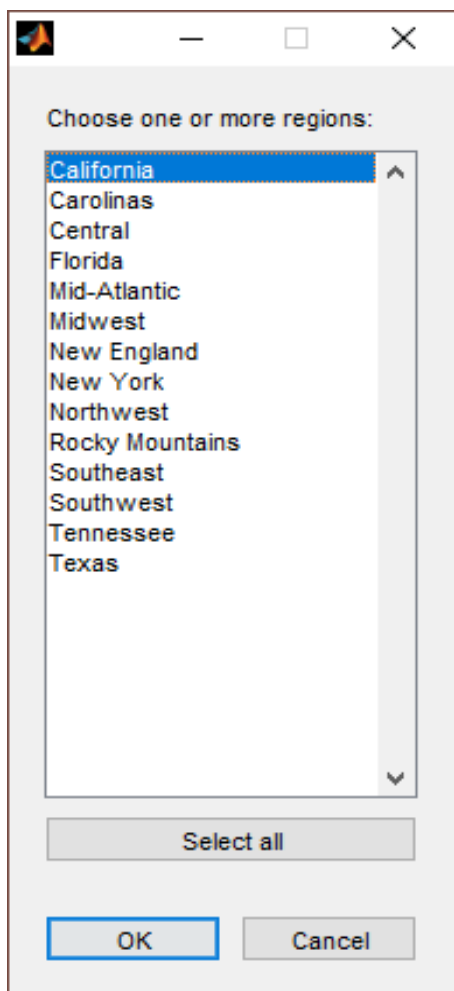 Choose one or more regions:
California
Carolinas
Central
Florida
Mid-Atlantic
Midwest
New England
New York
Northwest
Rocky Mountains
Southeast
Southwest
Tennessee
Texas
Select all
OK Cancel